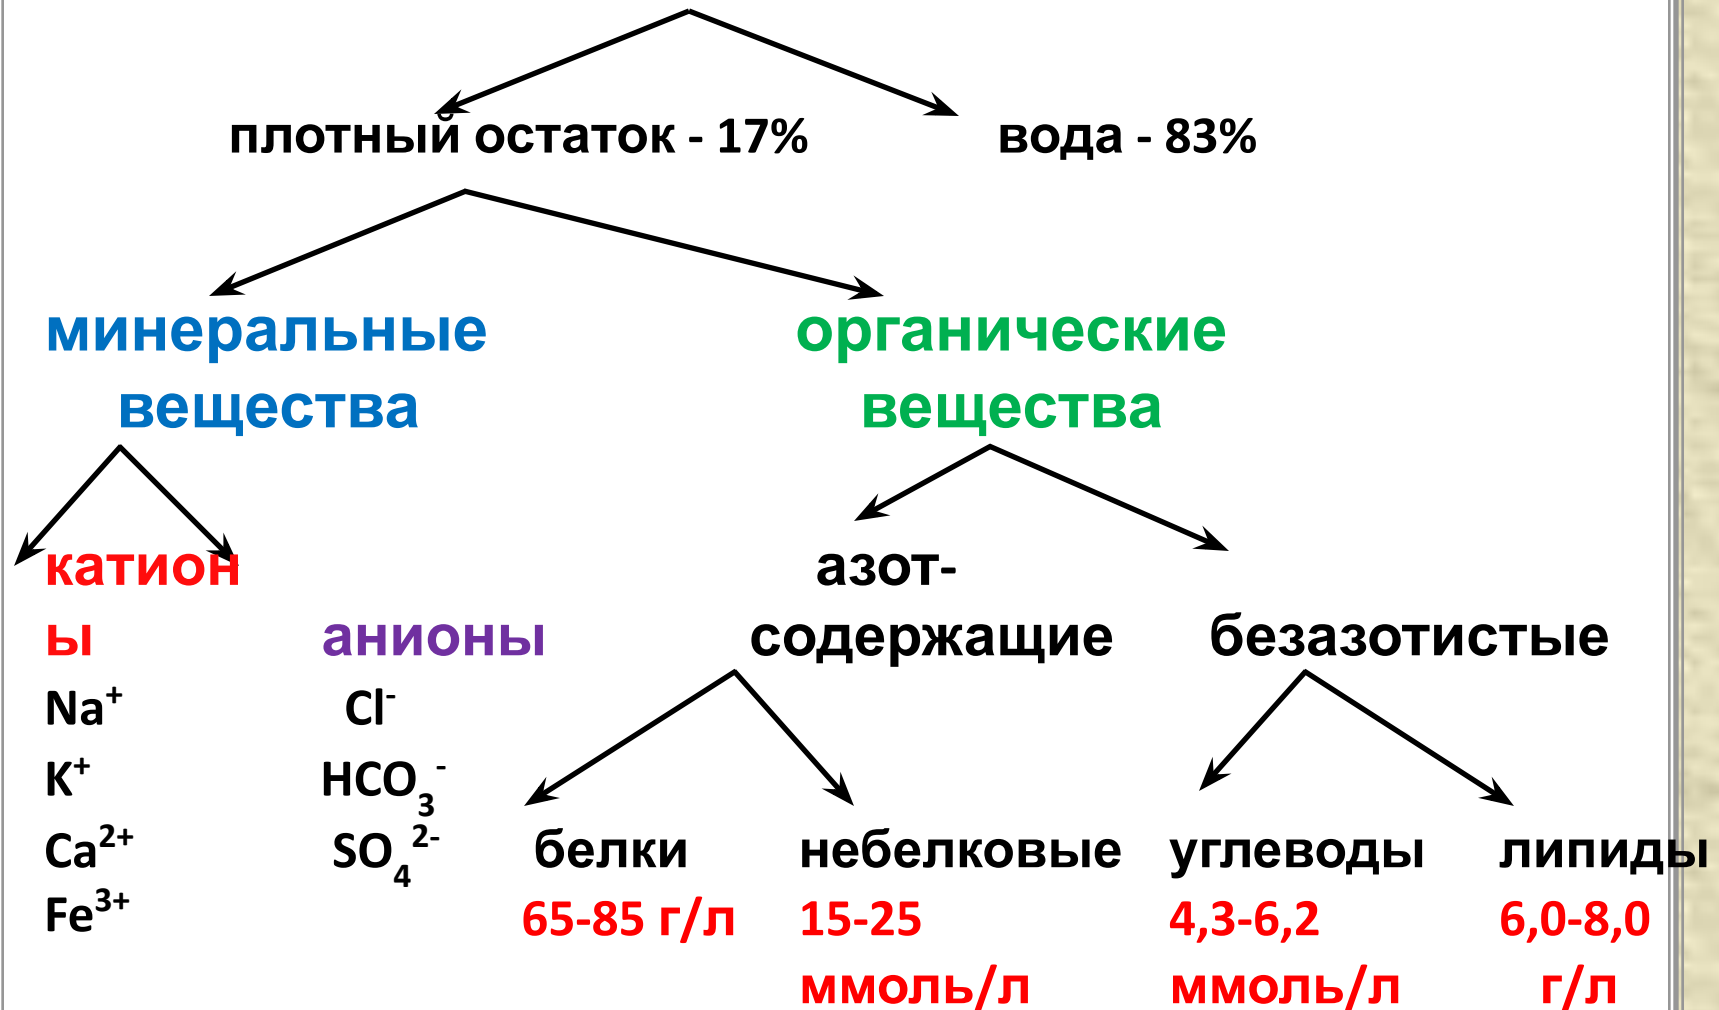 плотный остаток - 17% вода - 83%
минеральные органические
вещества вещества
катион азот-
ы анионы содержащие безазотистые
Na⁺ Cl⁻
K⁺ HCO₃⁻
Ca²⁺ SO₄²⁻ белки небелковые углеводы липиды
Fe³⁺ 65-85 г/л 15-25 4,3-6,2 6,0-8,0
ммоль/л ммоль/л г/л